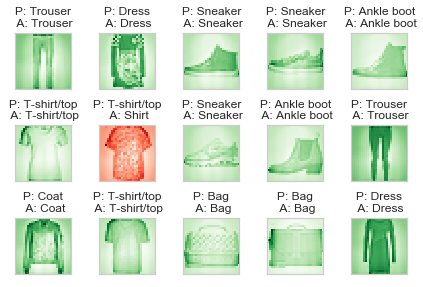 P: Trouser
A: Trouser
P: Dress
A: Dress
P: Sneaker
A: Sneaker
P: Sneaker
A: Sneaker
P: Ankle boot
A: Ankle boot
P: T-shirt/top
A: T-shirt/top
P: T-shirt/top
A: Shirt
P: Sneaker
A: Sneaker
P: Ankle boot
A: Ankle boot
P: Trouser
A: Trouser
P: Coat
A: Coat
P: T-shirt/top
A: T-shirt/top
P: Bag
A: Bag
P: Bag
A: Bag
P: Dress
A: Dress